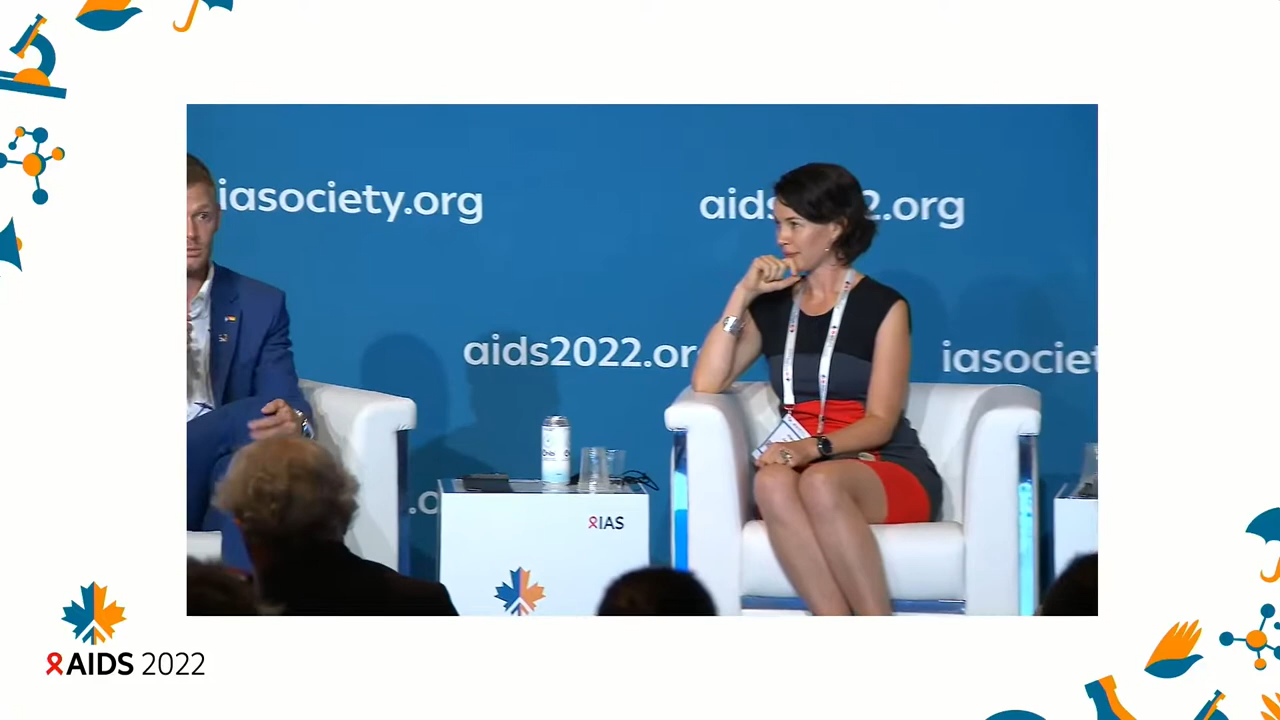 iasociety.org
aids 2.org
aids2022.or
iasociet
.o
IAS
AIDS 2022